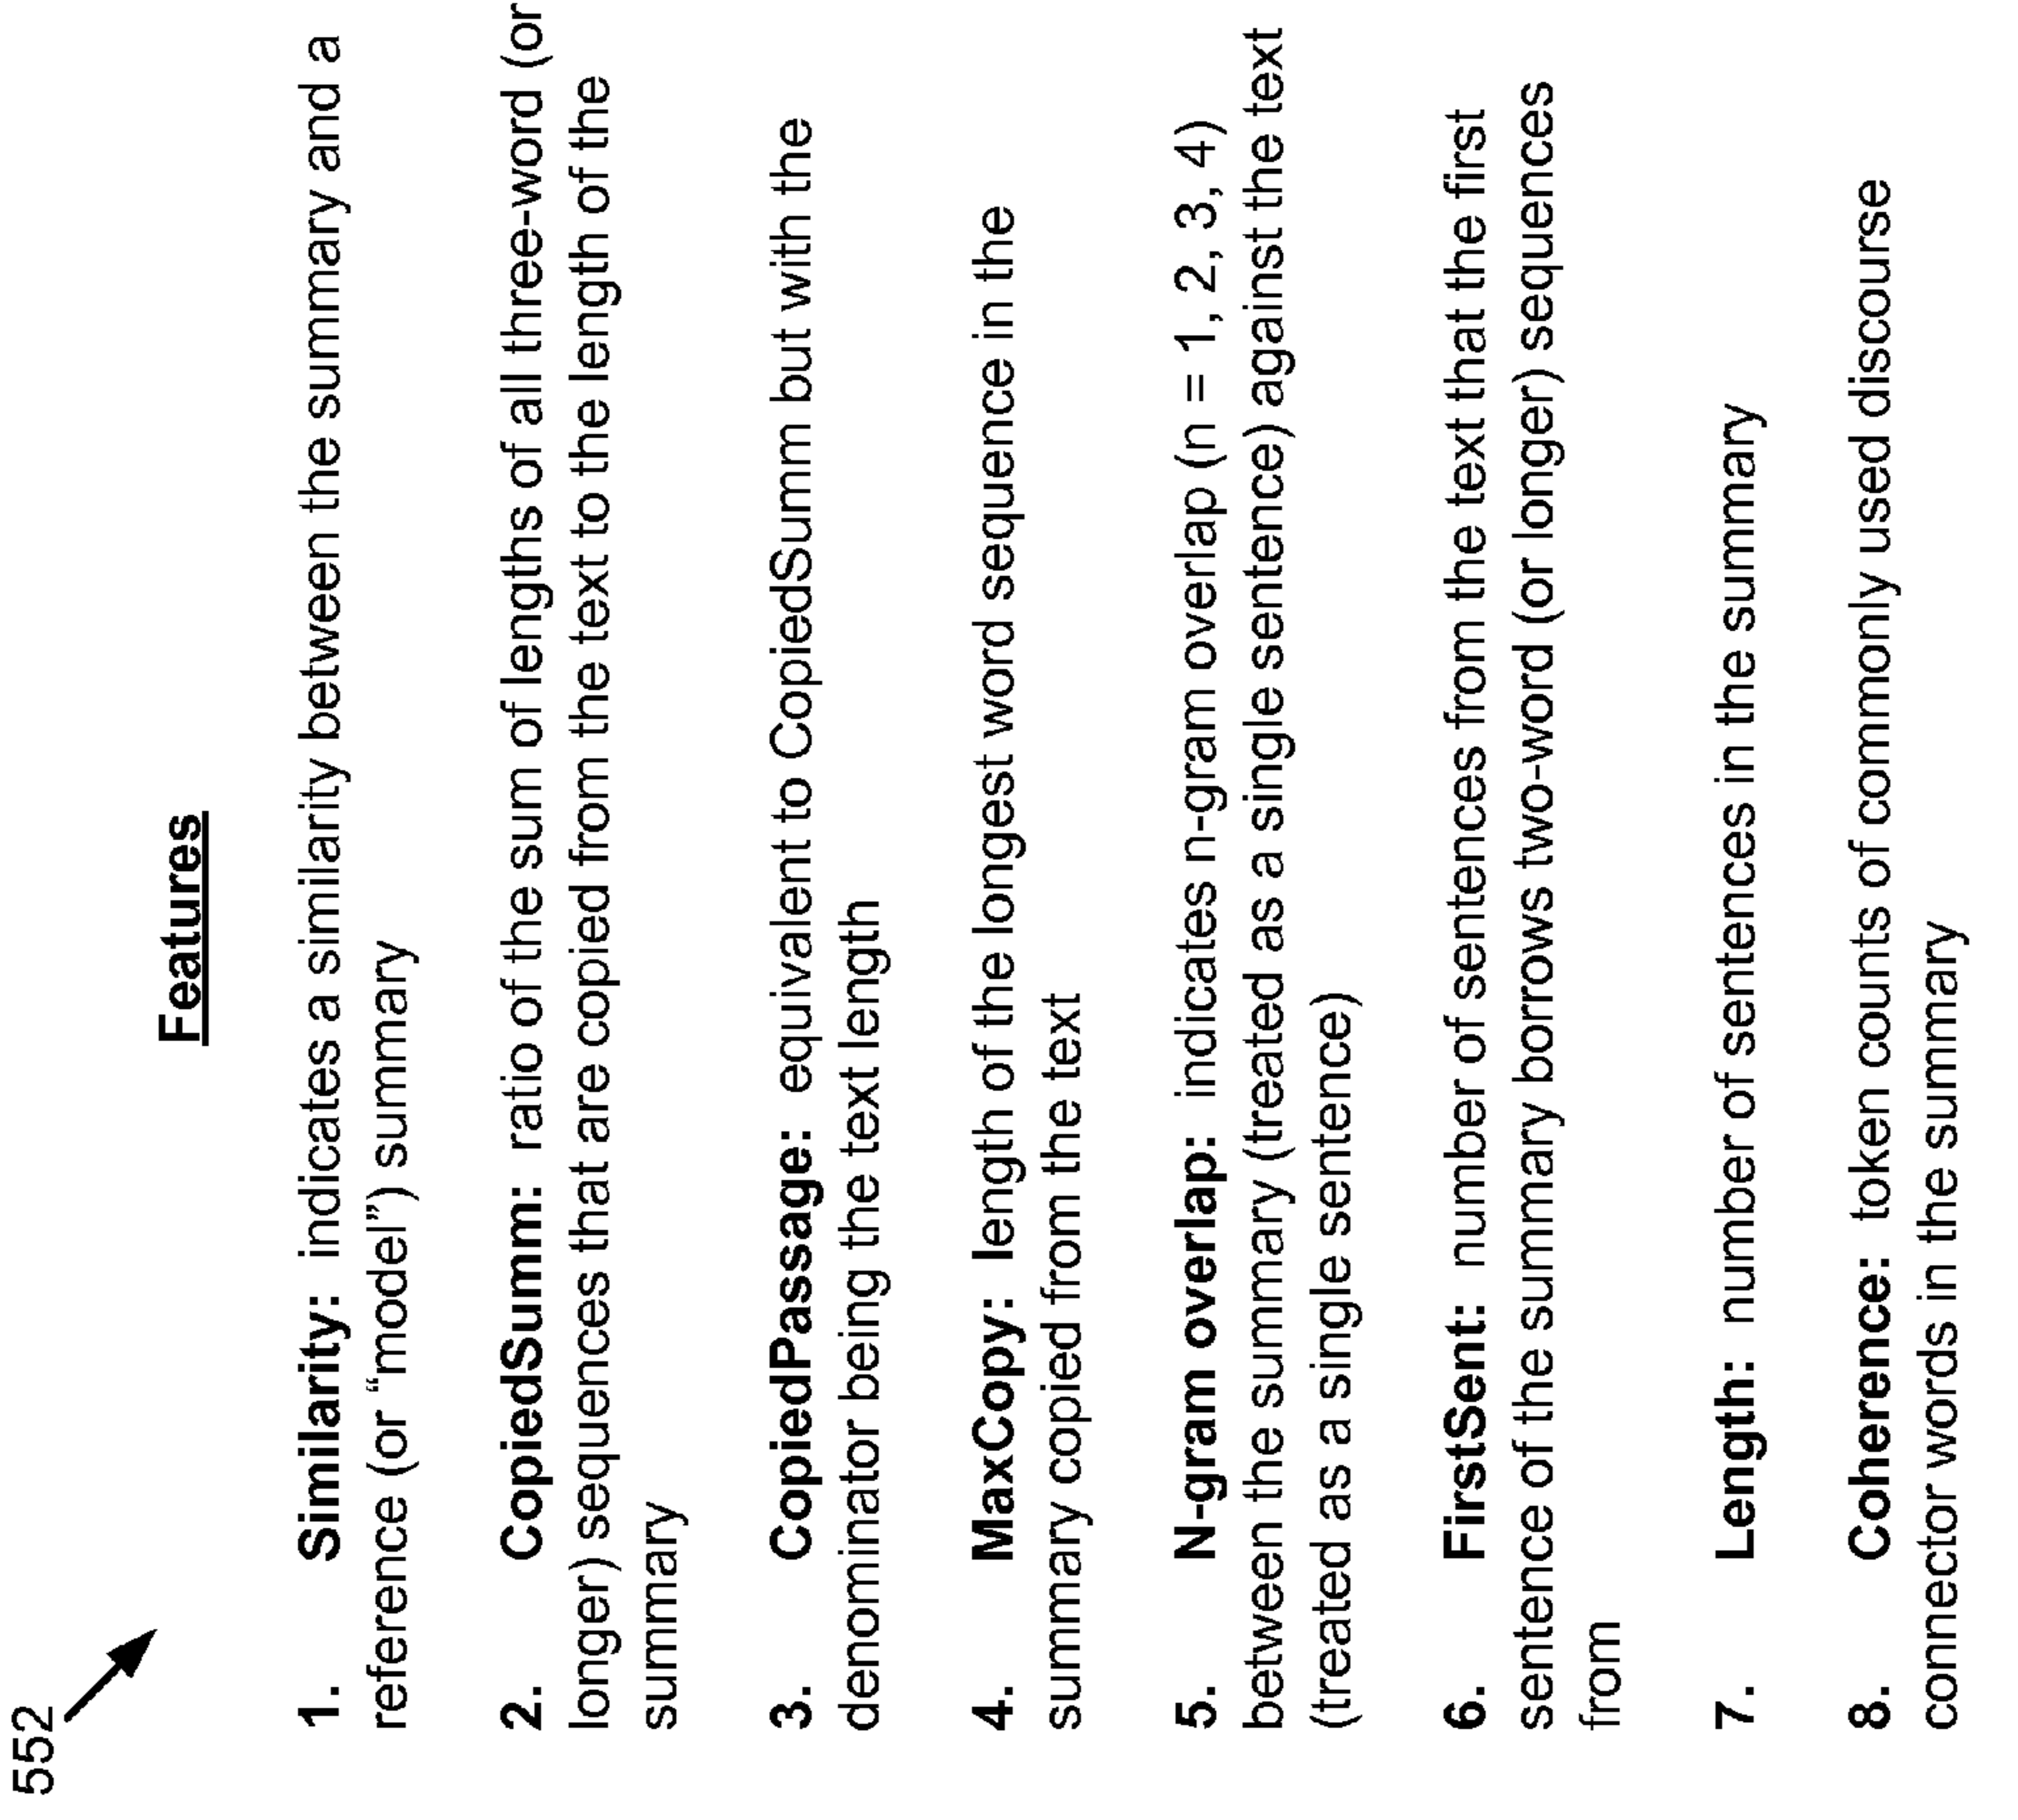 552
Features
1. Similarity: indicates a similarity between the summary and a
reference (or “model”) summary
2. CopiedSumm: ratio of the sum of lengths of all three-word (or
longer) sequences that are copied from the text to the length of the
summary
3. CopiedPassage: equivalent to CopiedSumm but with the
denominator being the text length
4. MaxCopy: length of the longest word sequence in the
summary copied from the text
5. N-gram overlap: indicates n-gram overlap (n = 1, 2, 3, 4)
between the summary (treated as a single sentence) against the text
(treated as a single sentence)
6. FirstSent: number of sentences from the text that the first
sentence of the summary borrows two-word (or longer) sequences
from
7. Length: number of sentences in the summary
8. Coherence: token counts of commonly used discourse
connector words in the summary